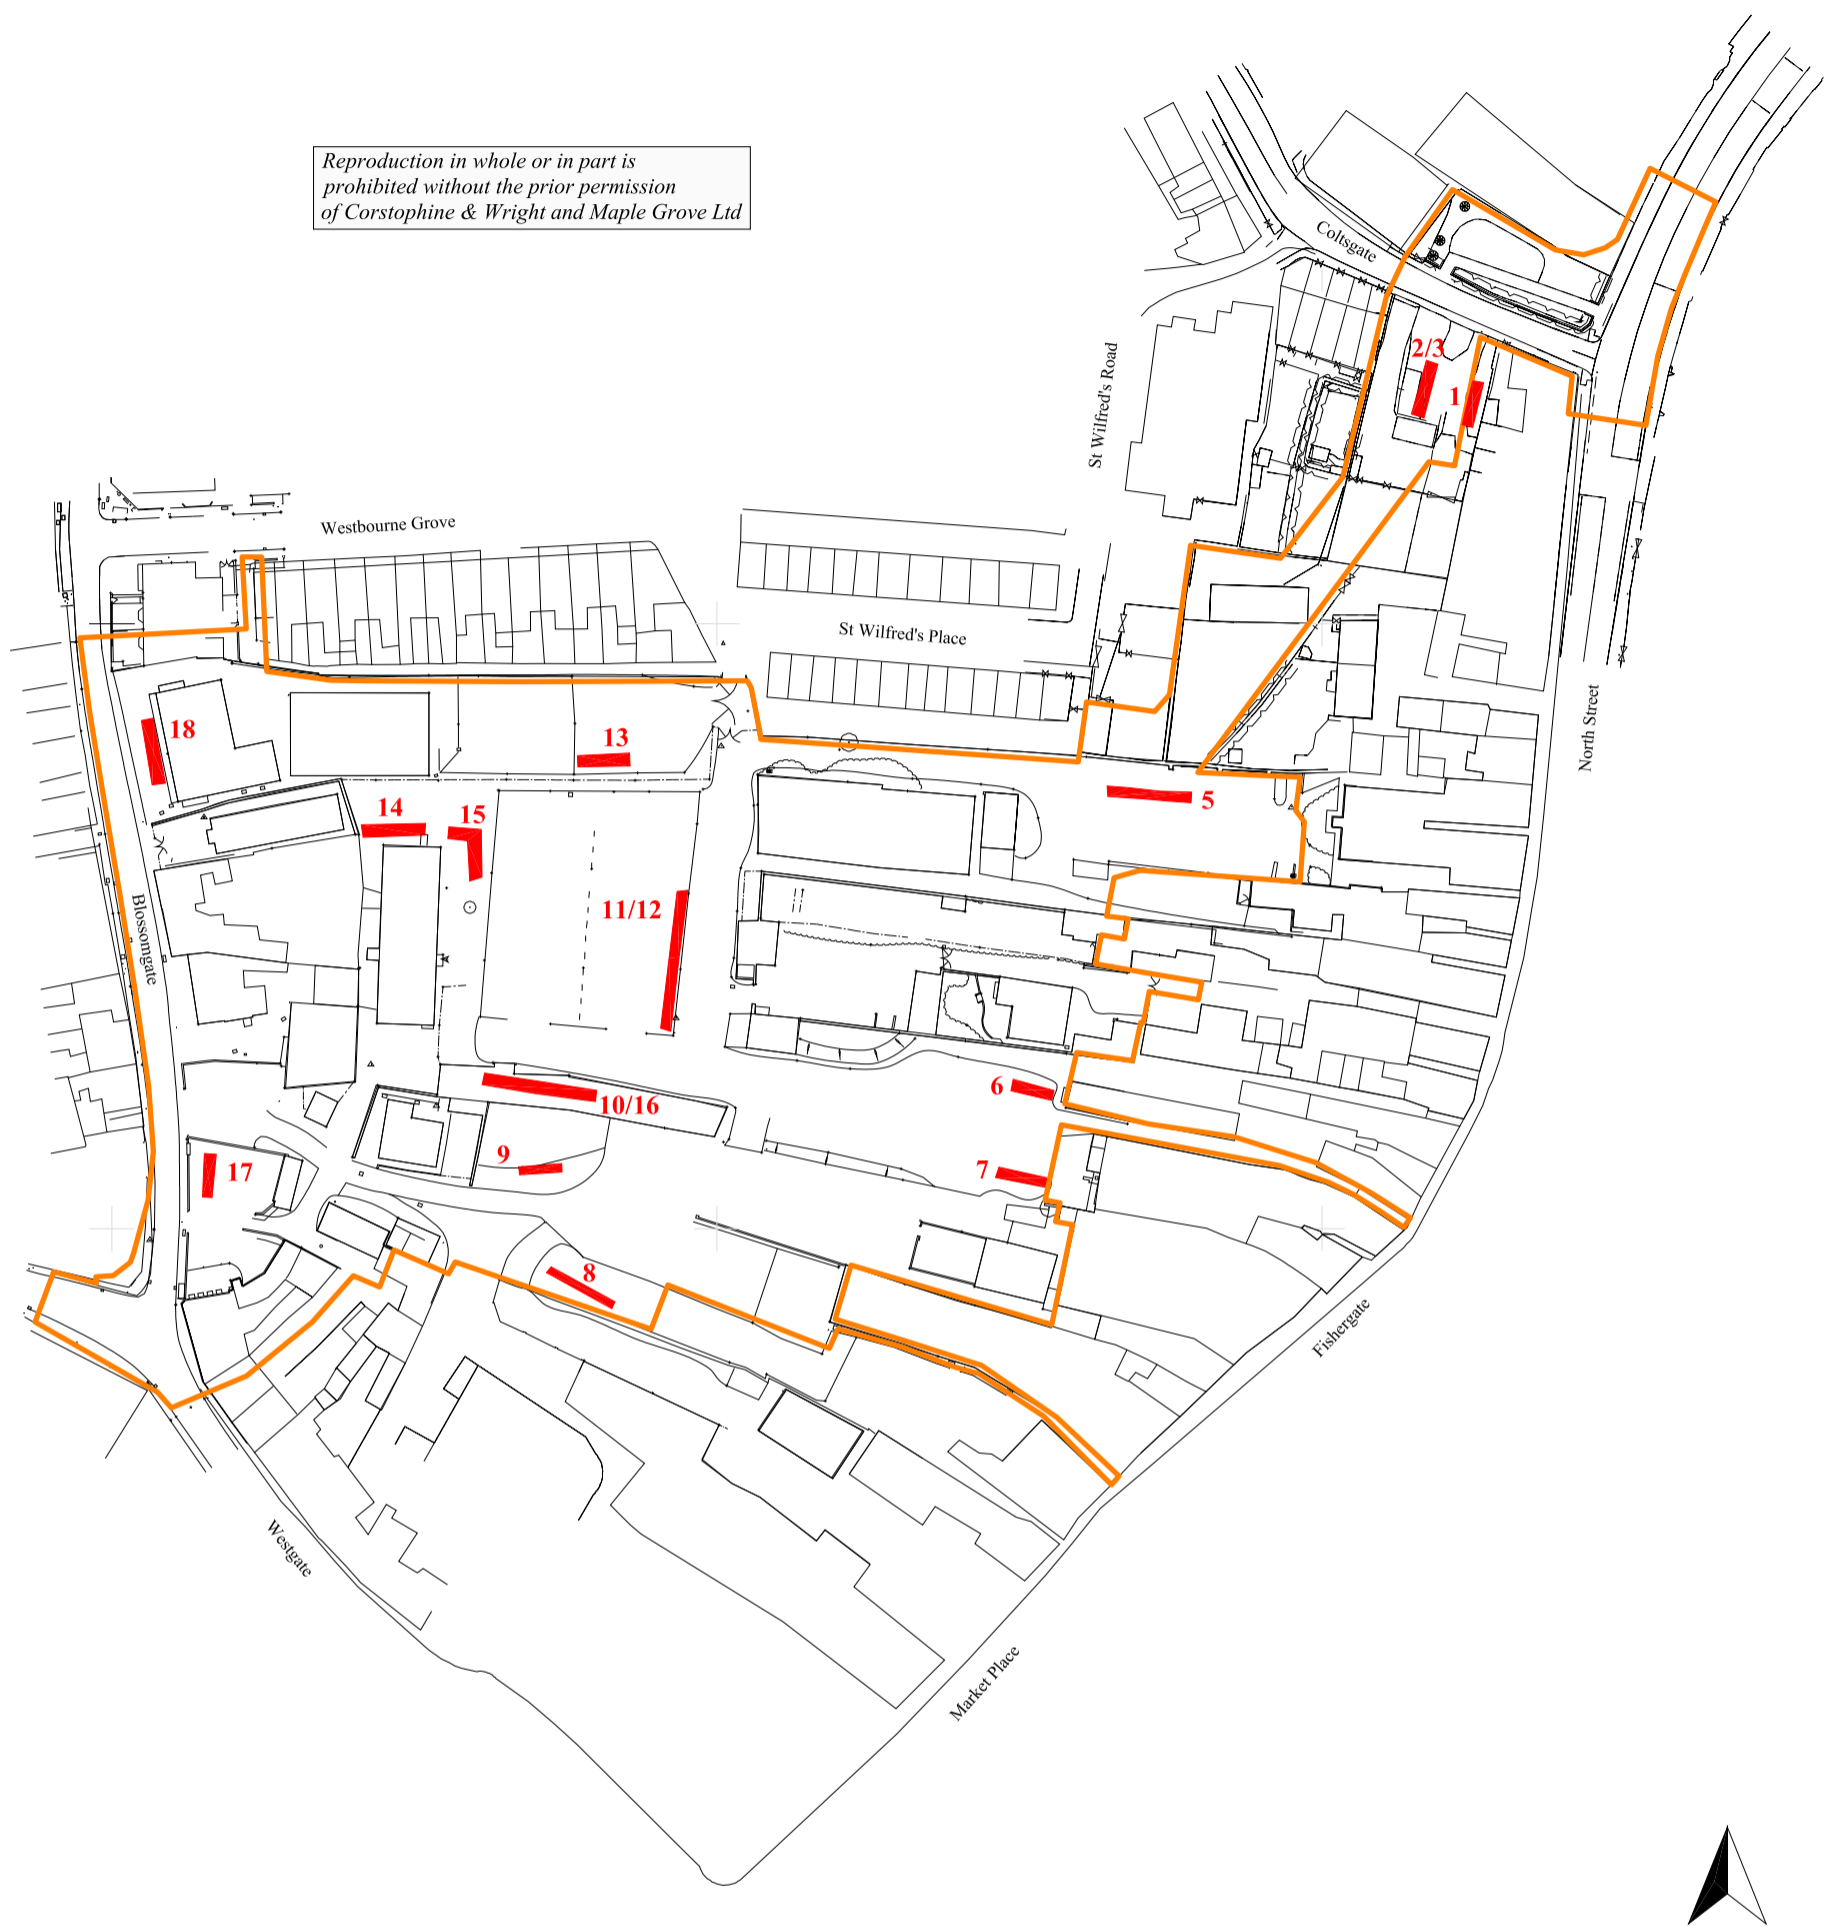 Reproduction in whole or in part is
prohibited without the prior permission
of Corstophine & Wright and Maple Grove Ltd
Coltsgate
2/3
1
St Wilfred's Road
Westbourne Grove
St Wilfred's Place
North Street
18
13
5
14
15
11/12
Blossomgate
6
10/16
9
7
17
8
Fishergate
Westgate
Market Place